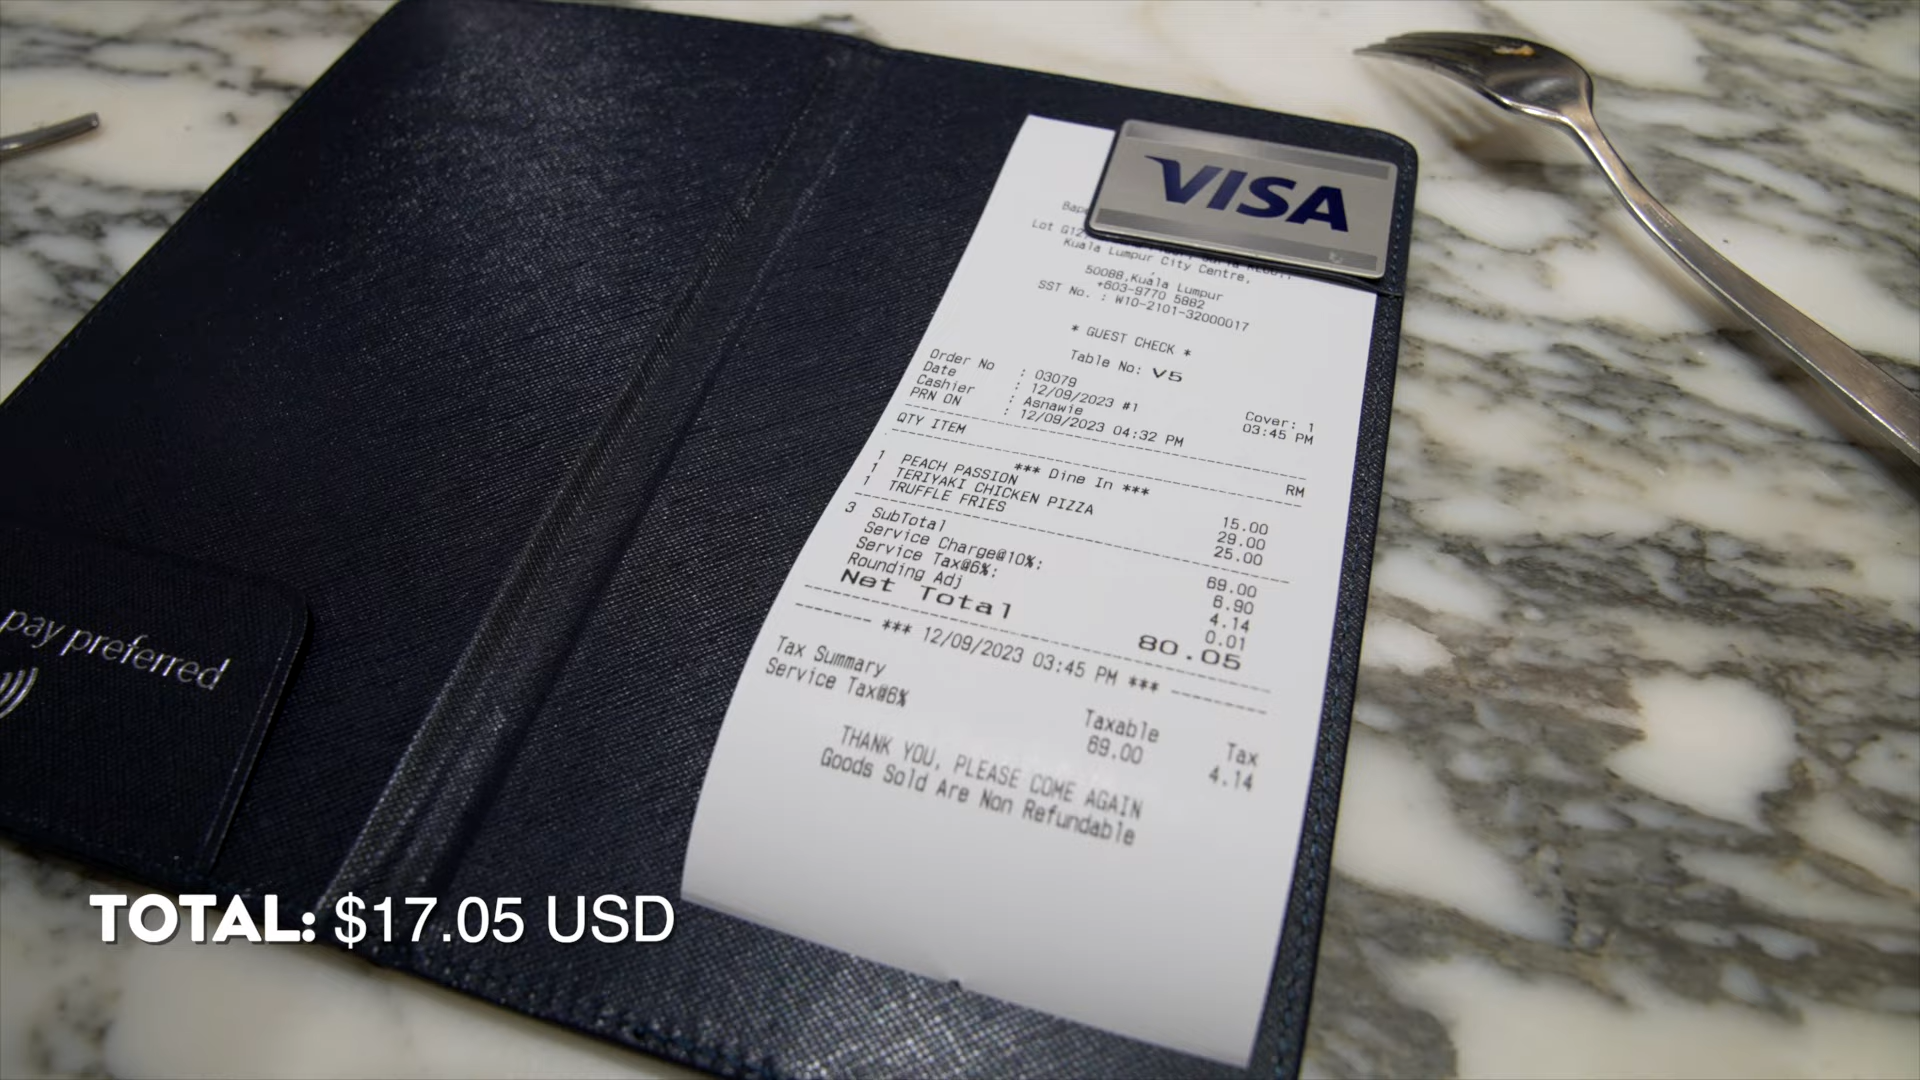 VISA
Lot G12,
Kuala Lumpur City Centre,
50088,Kuala Lumpur
+603-9770 5882
SST No. : W10-2101-32000017
* GUEST CHECK *
Table No: V5
Order No : 03079
Date : 12/09/2023 #1 Cover: 1
Cashier : Asnawie 03:45 PM
PRN ON : 12/09/2023 04:32 PM
QTY ITEM RM
*** Dine In ***
1 PEACH PASSION 15.00
1 TERIYAKI CHICKEN PIZZA 29.00
1 TRUFFLE FRIES 25.00
3 SubTotal 69.00
Service Charge@10%: 6.90
Service Tax@6%: 4.14
Rounding Adj 0.01
Net Total 80.05
*** 12/09/2023 03:45 PM ***
Tax Summary Taxable Tax
Service Tax@6% 69.00 4.14
THANK YOU, PLEASE COME AGAIN
Goods Sold Are Non Refundable
pay preferred
TOTAL: $17.05 USD